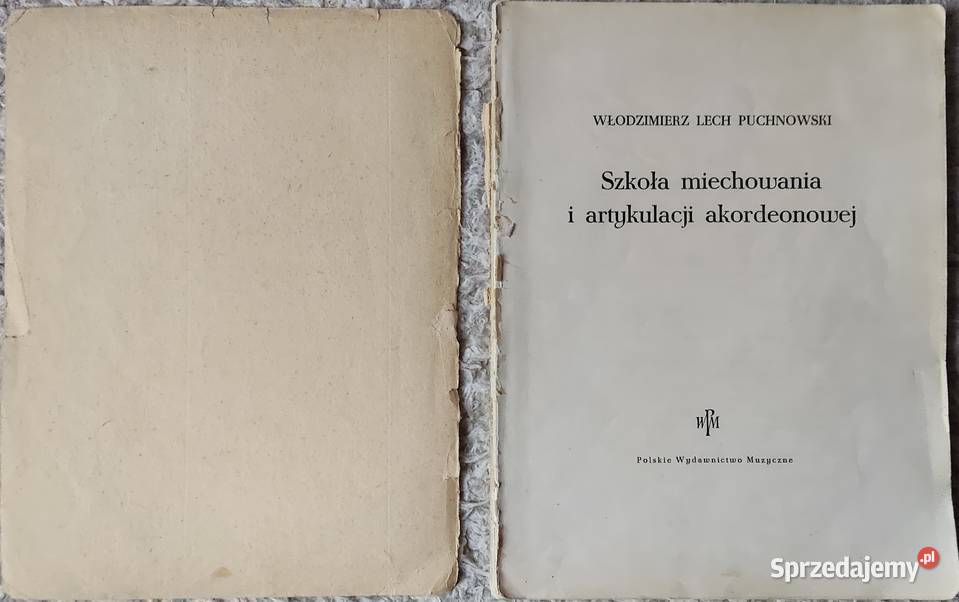 WŁODZIMIERZ LECH PUCHNOWSKI
Szkoła miechowania
i artykulacji akordeonowej
PWM
Polskie Wydawnictwo Muzyczne
Sprzedajemy.pl